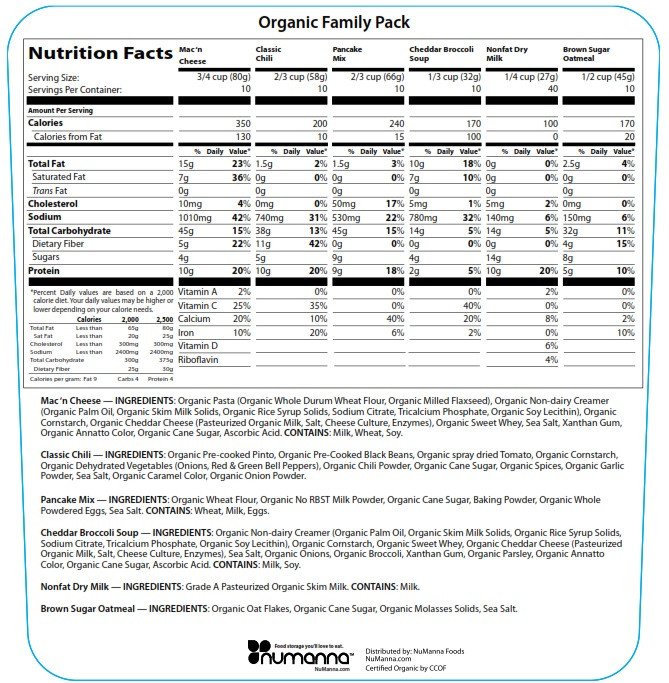 Organic Family Pack
Nutrition Facts Mac'n Cheese Classic Chili Pancake Mix Cheddar Broccoli Soup Nonfat Dry Milk Brown Sugar Oatmeal
Serving Size: 3/4 cup (80g) 2/3 cup (58g) 2/3 cup (66g) 1/3 cup (32g) 1/4 cup (27g) 1/2 cup (45g)
Servings Per Container: 10 10 10 10 40 10
Amount Per Serving
Calories 350 200 240 170 100 170
Calories from Fat 130 10 15 100 0 20
% Daily Value* % Daily Value* % Daily Value* % Daily Value* % Daily Value* % Daily Value*
Total Fat 15g 23% 1.5g 2% 1.5g 3% 10g 18% 0g 0% 2.5g 4%
Saturated Fat 7g 36% 0g 0% 0g 0% 7g 10% 0g 0% 0g 0%
Trans Fat 0g 0g 0g 0g 0g 0g
Cholesterol 10mg 4% 0mg 0% 50mg 17% 5mg 1% 5mg 2% 0mg 0%
Sodium 1010mg 42% 740mg 31% 530mg 22% 780mg 32% 140mg 6% 150mg 6%
Total Carbohydrate 45g 15% 38g 13% 45g 15% 14g 5% 14g 5% 32g 11%
Dietary Fiber 5g 22% 11g 42% 0g 0% 0g 0% 0g 0% 4g 15%
Sugars 4g 5g 9g 4g 14g 8g
Protein 10g 20% 10g 20% 9g 18% 2g 5% 10g 20% 5g 10%
Vitamin A 2% 0% 0% 0% 2% 0%
Vitamin C 25% 35% 0% 40% 0% 0%
Calcium 20% 10% 40% 20% 8% 2%
Iron 10% 20% 6% 2% 0% 10%
Vitamin D 6%
Riboflavin 4%
*Percent Daily values are based on a 2,000
calorie diet. Your daily values may be higher or
lower depending on your calorie needs.
Calories 2,000 2,500
Total Fat Less than 65g 80g
Sat Fat Less than 20g 25g
Cholesterol Less than 300mg 300mg
Sodium Less than 2400mg 2400mg
Total Carbohydrate 300g 375g
Dietary Fiber 25g 30g
Calories per gram: Fat 9 Carbs 4 Protein 4
Mac'n Cheese — INGREDIENTS: Organic Pasta (Organic Whole Durum Wheat Flour, Organic Milled Flaxseed), Organic Non-dairy Creamer
(Organic Palm Oil, Organic Skim Milk Solids, Organic Rice Syrup Solids, Sodium Citrate, Tricalcium Phosphate, Organic Soy Lecithin), Organic
Cornstarch, Organic Cheddar Cheese (Pasteurized Organic Milk, Salt, Cheese Culture, Enzymes), Organic Sweet Whey, Sea Salt, Xanthan Gum,
Organic Annatto Color, Organic Cane Sugar, Ascorbic Acid. CONTAINS: Milk, Wheat, Soy.
Classic Chili — INGREDIENTS: Organic Pre-cooked Pinto, Organic Pre-Cooked Black Beans, Organic spray dried Tomato, Organic Cornstarch,
Organic Dehydrated Vegetables (Onions, Red & Green Bell Peppers), Organic Chili Powder, Organic Cane Sugar, Organic Spices, Organic Garlic
Powder, Sea Salt, Organic Caramel Color, Organic Onion Powder.
Pancake Mix — INGREDIENTS: Organic Wheat Flour, Organic No RBST Milk Powder, Organic Cane Sugar, Baking Powder, Organic Whole
Powdered Eggs, Sea Salt. CONTAINS: Wheat, Milk, Eggs.
Cheddar Broccoli Soup — INGREDIENTS: Organic Non-dairy Creamer (Organic Palm Oil, Organic Skim Milk Solids, Organic Rice Syrup Solids,
Sodium Citrate, Tricalcium Phosphate, Organic Soy Lecithin), Organic Cornstarch, Organic Sweet Whey, Organic Cheddar Cheese (Pasteurized
Organic Milk, Salt, Cheese Culture, Enzymes), Sea Salt, Organic Onions, Organic Broccoli, Xanthan Gum, Organic Parsley, Organic Annatto
Color, Organic Cane Sugar, Ascorbic Acid. CONTAINS: Milk, Soy.
Nonfat Dry Milk — INGREDIENTS: Grade A Pasteurized Organic Skim Milk. CONTAINS: Milk.
Brown Sugar Oatmeal — INGREDIENTS: Organic Oat Flakes, Organic Cane Sugar, Organic Molasses Solids, Sea Salt.
Food storage you'll love to eat.
numanna™
NuManna.com
Distributed by: NuManna Foods
NuManna.com
Certified Organic by CCOF